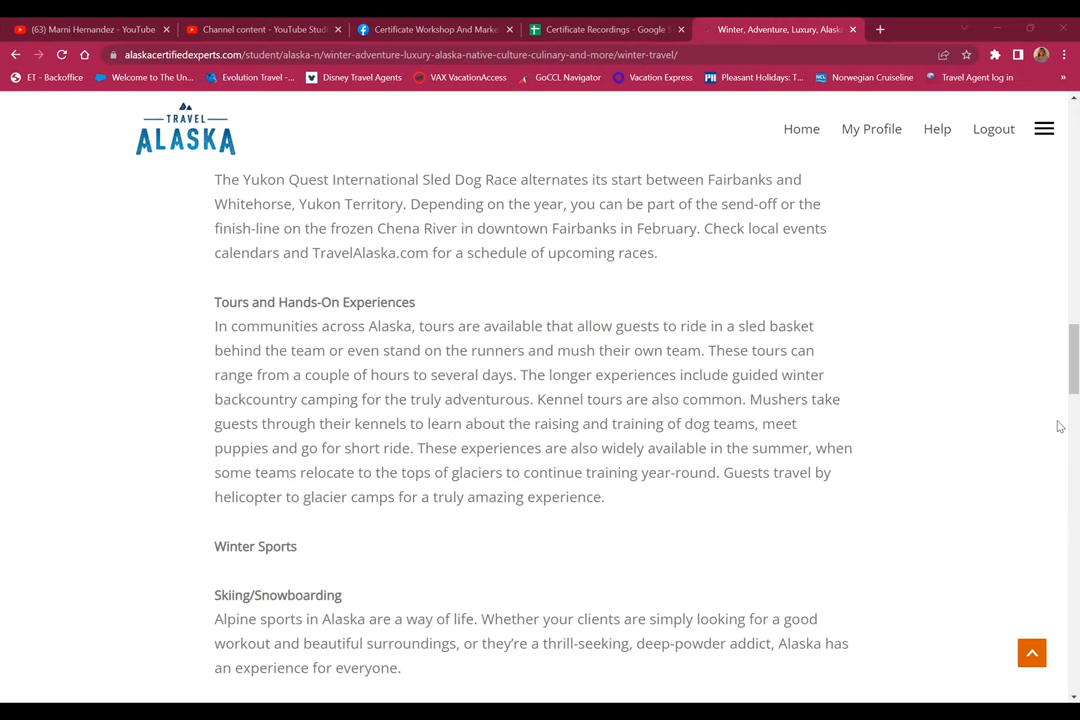 (63) Marni Hernandez - YouTube
Channel content - YouTube Studi
Certificate Workshop And Marke
Certificate Recordings - Google S
Winter, Adventure, Luxury, Alaska
alaskacertifiedexperts.com/student/alaska-n/winter-adventure-luxury-alaska-native-culture-culinary-and-more/winter-travel/
ET - Backoffice
Welcome to The Un...
Evolution Travel -...
Disney Travel Agents
VAX VacationAccess
GoCCL Navigator
Vacation Express
Pleasant Holidays: T...
Norwegian Cruiseline
Travel Agent log in
»
TRAVEL
ALASKA
Home
My Profile
Help
Logout
The Yukon Quest International Sled Dog Race alternates its start between Fairbanks and
Whitehorse, Yukon Territory. Depending on the year, you can be part of the send-off or the
finish-line on the frozen Chena River in downtown Fairbanks in February. Check local events
calendars and TravelAlaska.com for a schedule of upcoming races.
Tours and Hands-On Experiences
In communities across Alaska, tours are available that allow guests to ride in a sled basket
behind the team or even stand on the runners and mush their own team. These tours can
range from a couple of hours to several days. The longer experiences include guided winter
backcountry camping for the truly adventurous. Kennel tours are also common. Mushers take
guests through their kennels to learn about the raising and training of dog teams, meet
puppies and go for short ride. These experiences are also widely available in the summer, when
some teams relocate to the tops of glaciers to continue training year-round. Guests travel by
helicopter to glacier camps for a truly amazing experience.
Winter Sports
Skiing/Snowboarding
Alpine sports in Alaska are a way of life. Whether your clients are simply looking for a good
workout and beautiful surroundings, or they're a thrill-seeking, deep-powder addict, Alaska has
an experience for everyone.